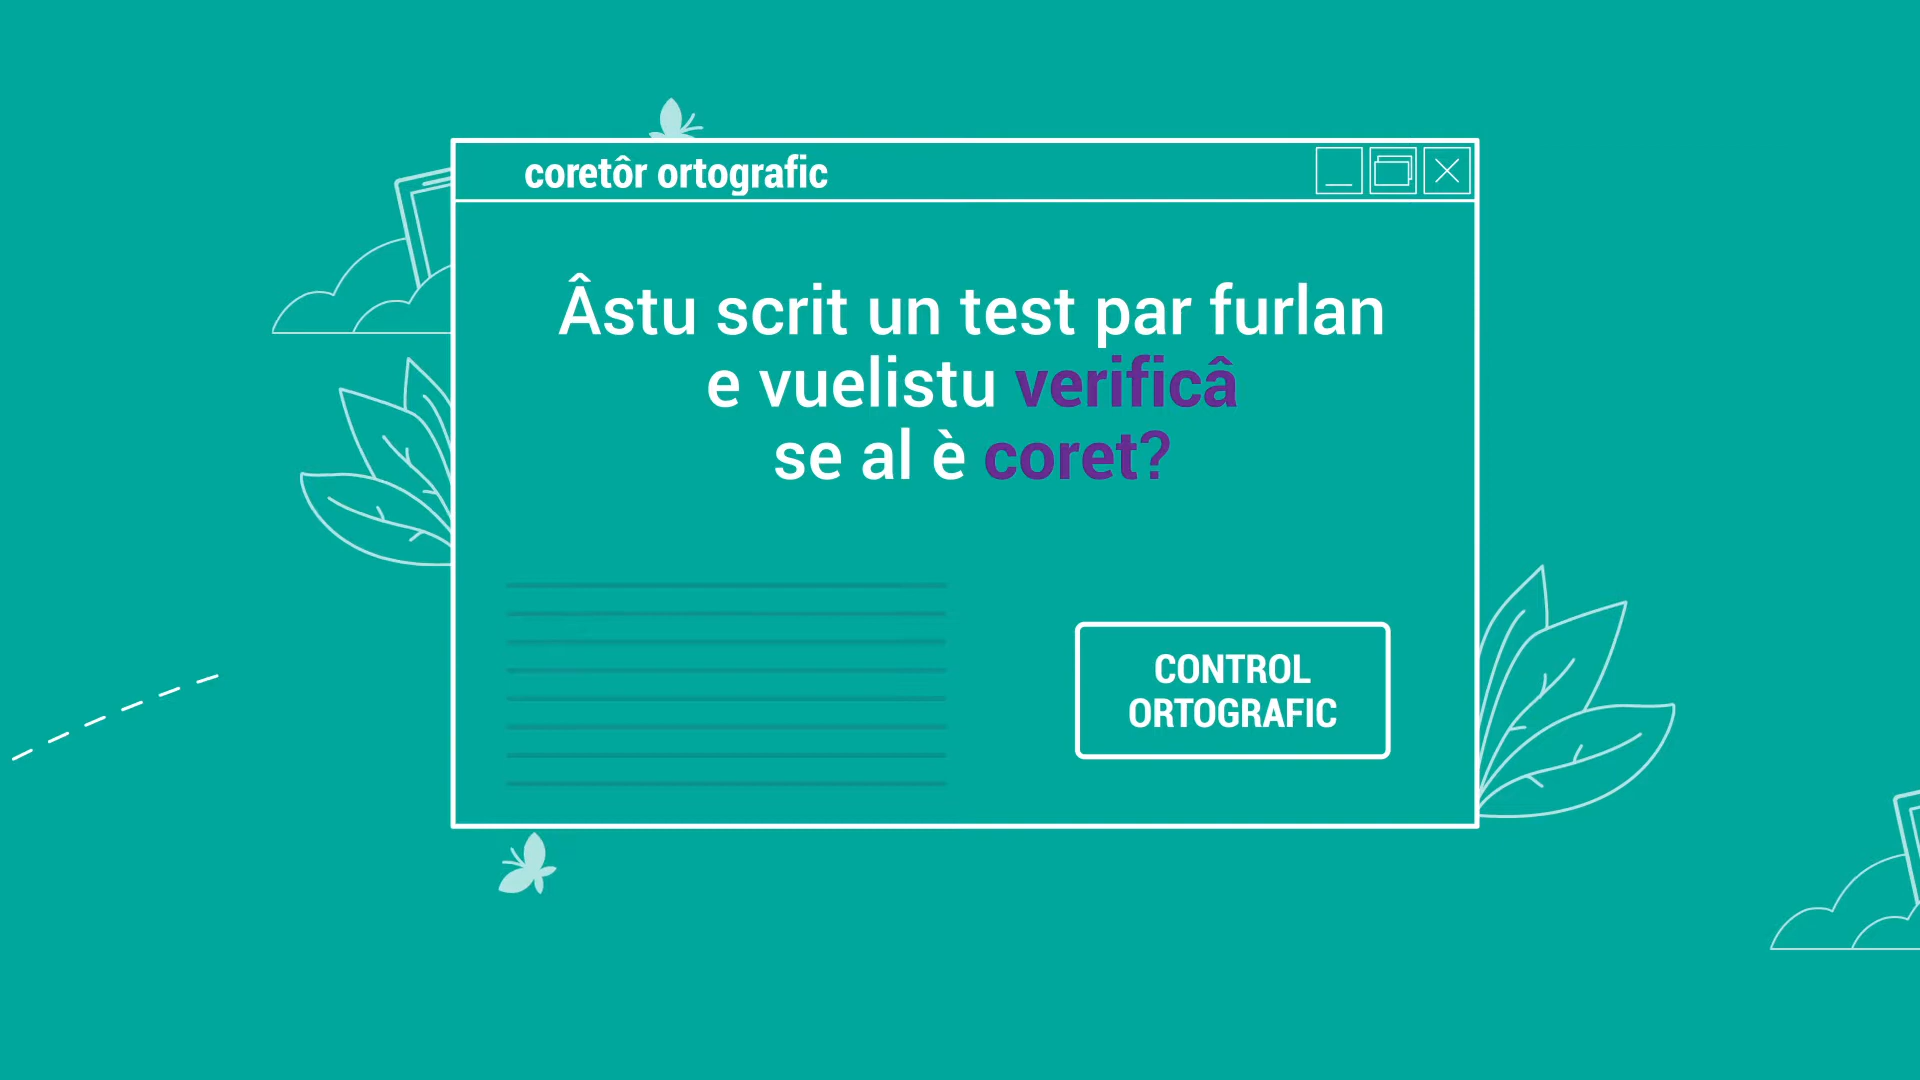 coretôr ortografic
Âstu scrit un test par furlan
e vuelistu verificâ
se al è coret?
CONTROL
ORTOGRAFIC